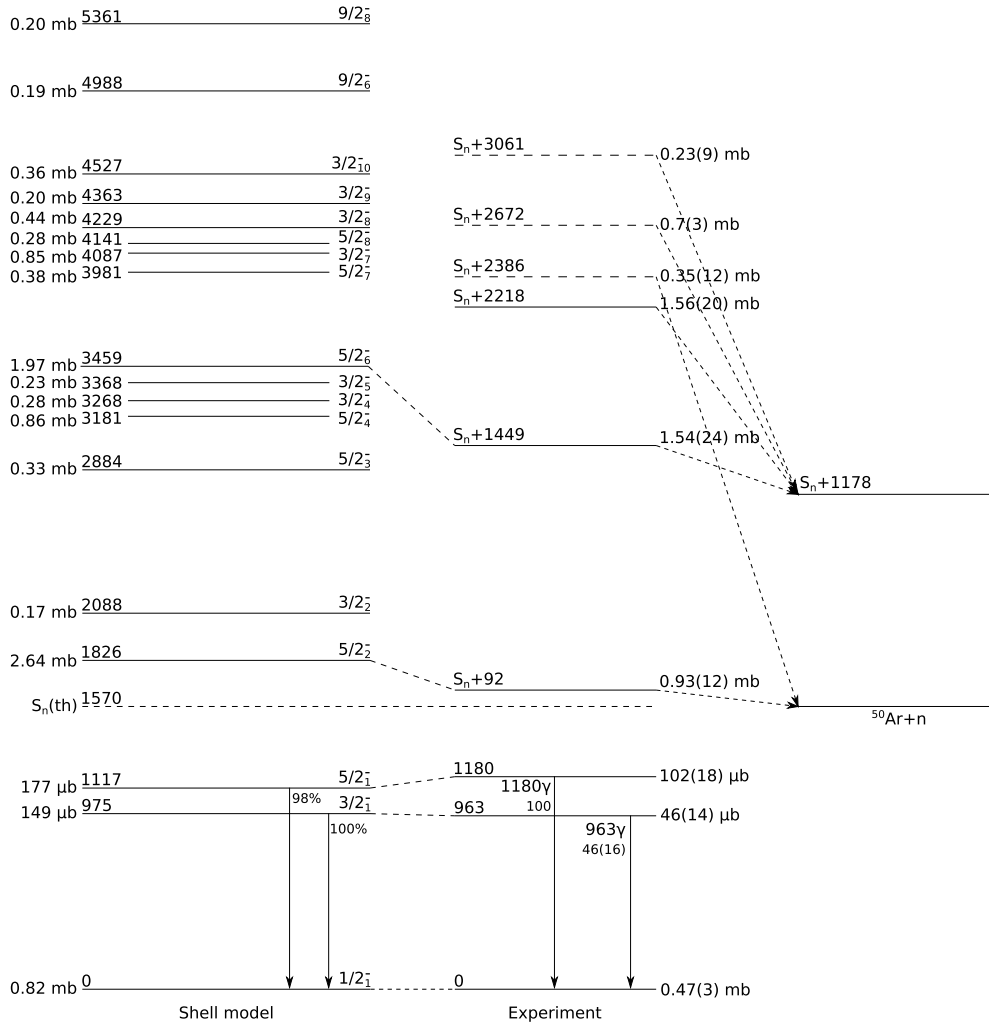 0.20 mb 5361 9/2⁻₈
0.19 mb 4988 9/2⁻₆
Sₙ+3061 0.23(9) mb
0.36 mb 4527 3/2⁻₁₀
0.20 mb 4363 3/2⁻₉
0.44 mb 4229 3/2⁻₈
Sₙ+2672 0.7(3) mb
0.28 mb 4141 5/2⁻₈
0.85 mb 4087 3/2⁻₇
0.38 mb 3981 5/2⁻₇
Sₙ+2386 0.35(12) mb
Sₙ+2218 1.56(20) mb
1.97 mb 3459 5/2⁻₆
0.23 mb 3368 3/2⁻₅
0.28 mb 3268 3/2⁻₄
0.86 mb 3181 5/2⁻₄
Sₙ+1449 1.54(24) mb
0.33 mb 2884 5/2⁻₃
Sₙ+1178
0.17 mb 2088 3/2⁻₂
2.64 mb 1826 5/2⁻₂
Sₙ+92 0.93(12) mb
Sₙ(th) 1570
⁵⁰Ar+n
177 μb 1117 5/2⁻₁
1180 102(18) μb
98%
1180γ
100
149 μb 975 3/2⁻₁
963 46(14) μb
100%
963γ
46(16)
0.82 mb 0 1/2⁻₁
0 0.47(3) mb
Shell model
Experiment